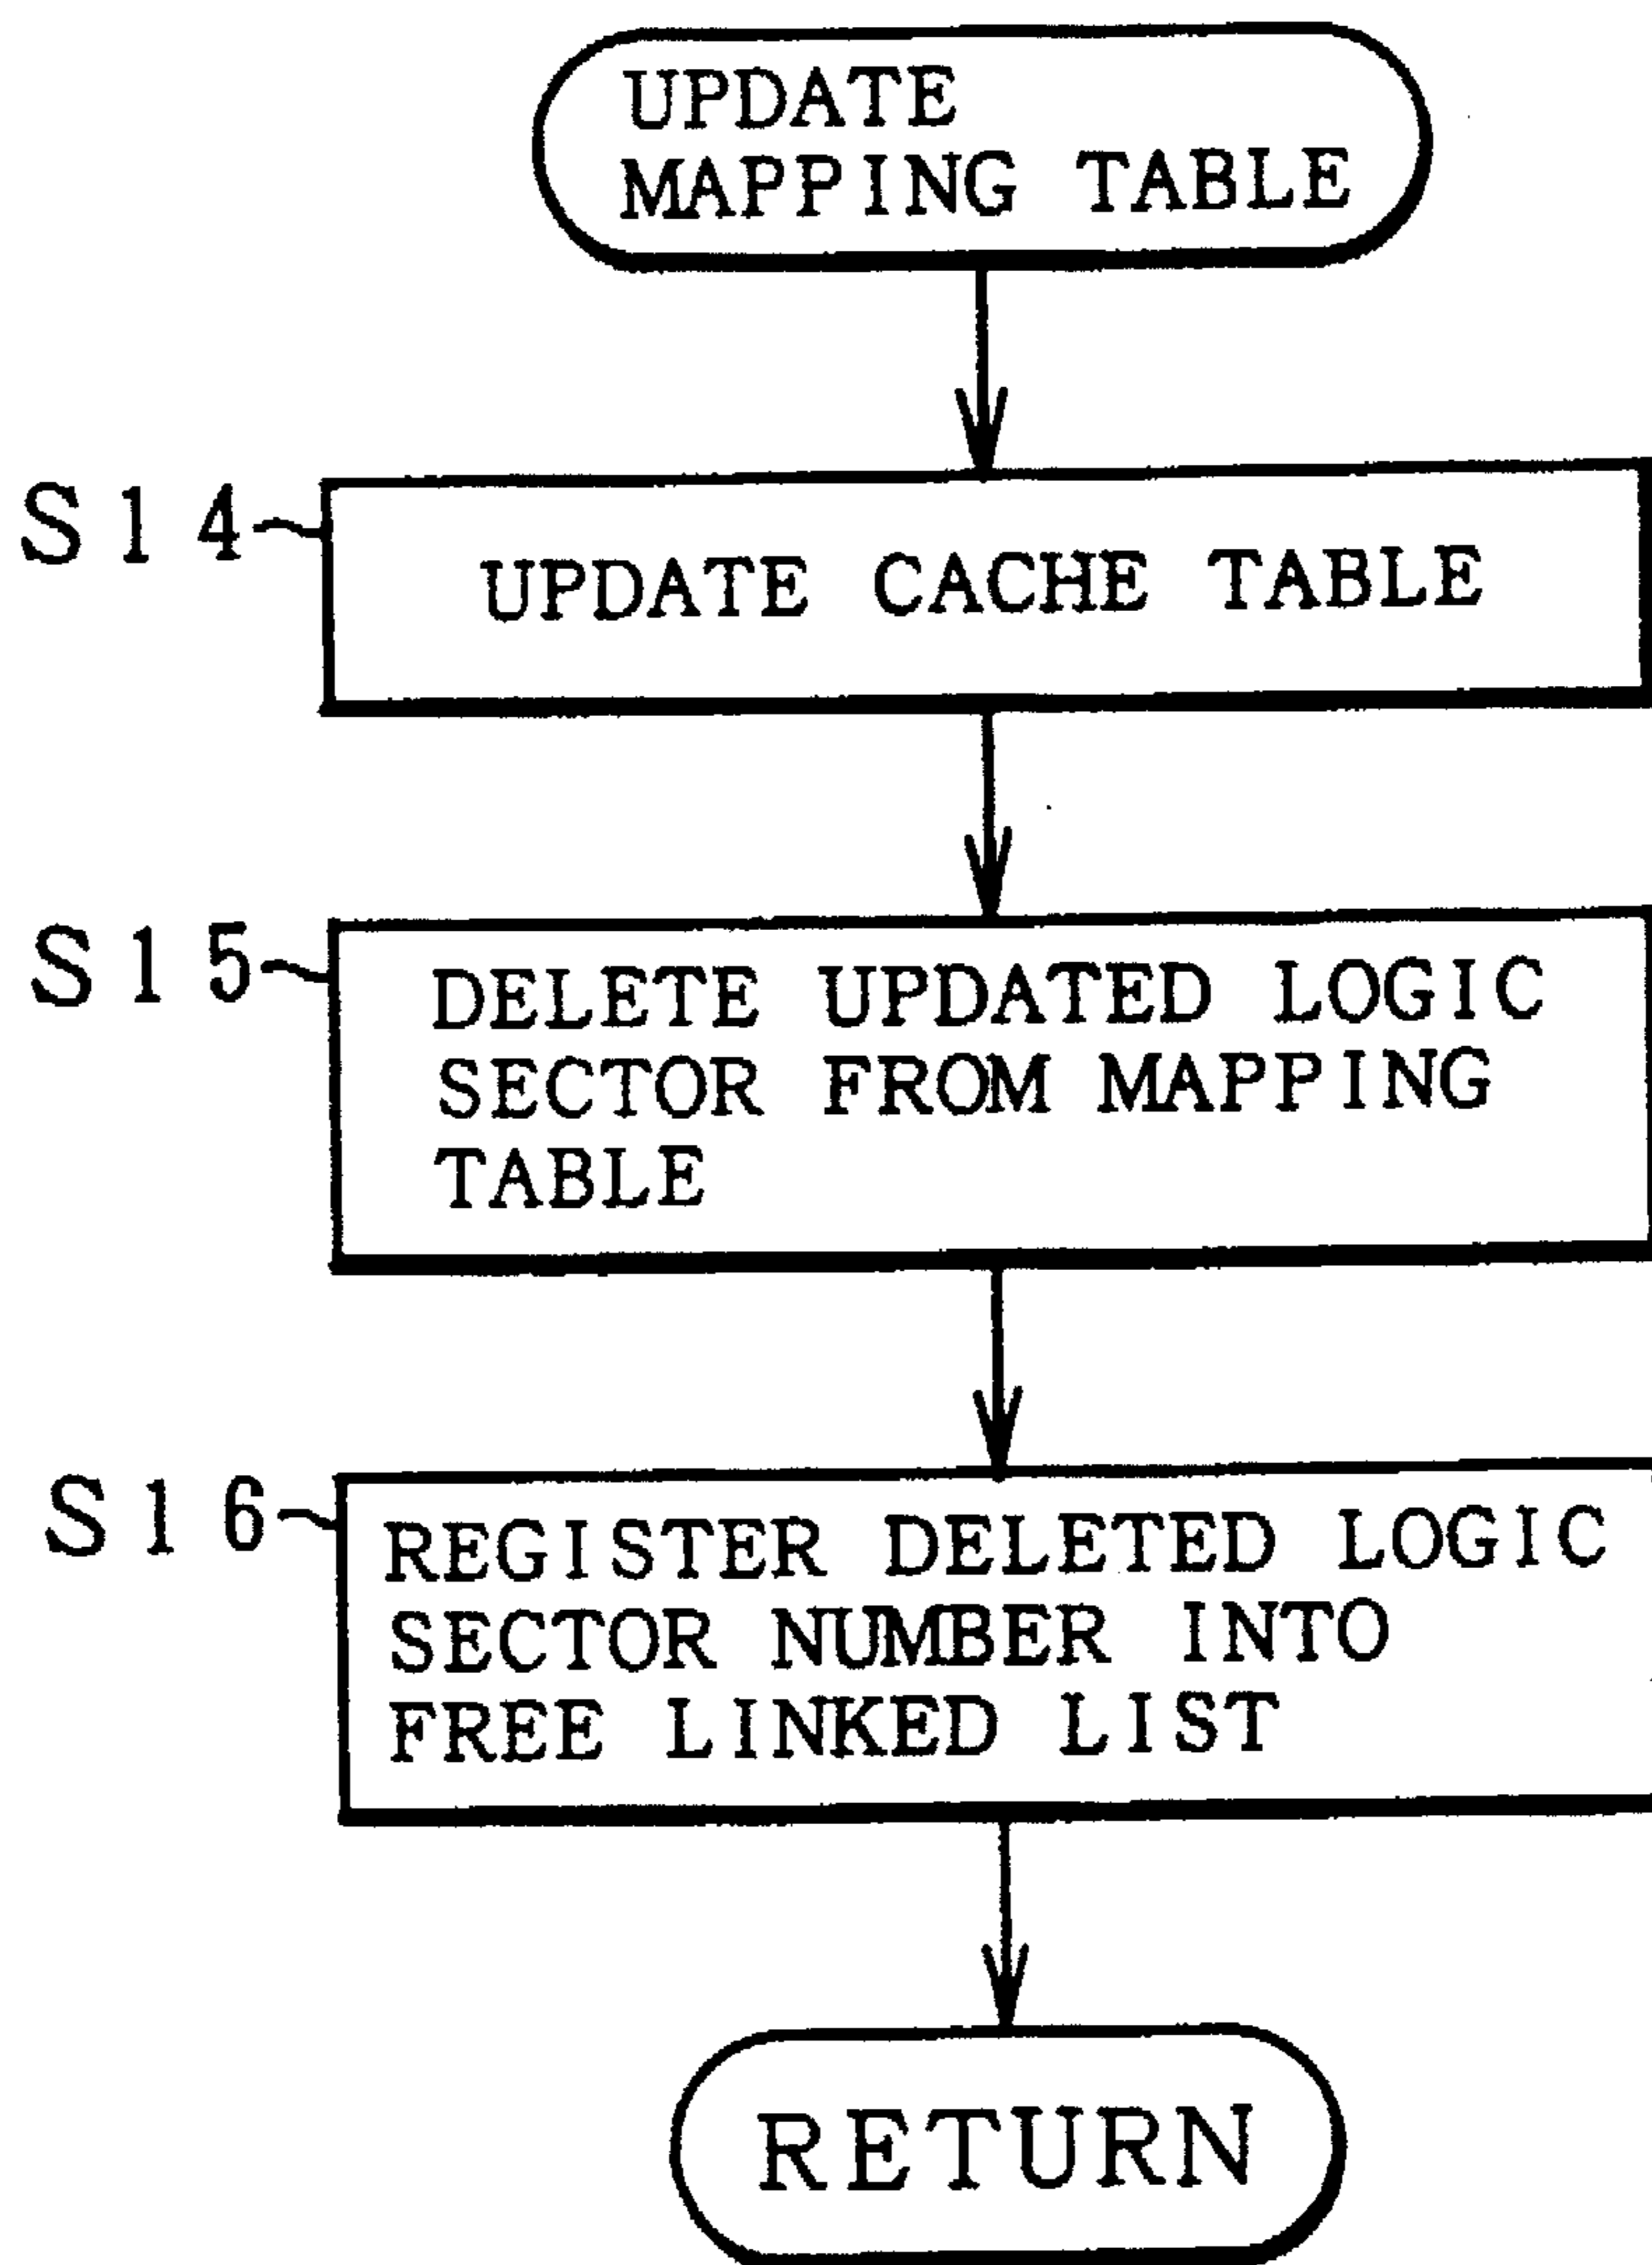 UPDATE
MAPPING TABLE
S14
UPDATE CACHE TABLE
S15
DELETE UPDATED LOGIC
SECTOR FROM MAPPING
TABLE
S16
REGISTER DELETED LOGIC
SECTOR NUMBER INTO
FREE LINKED LIST
RETURN